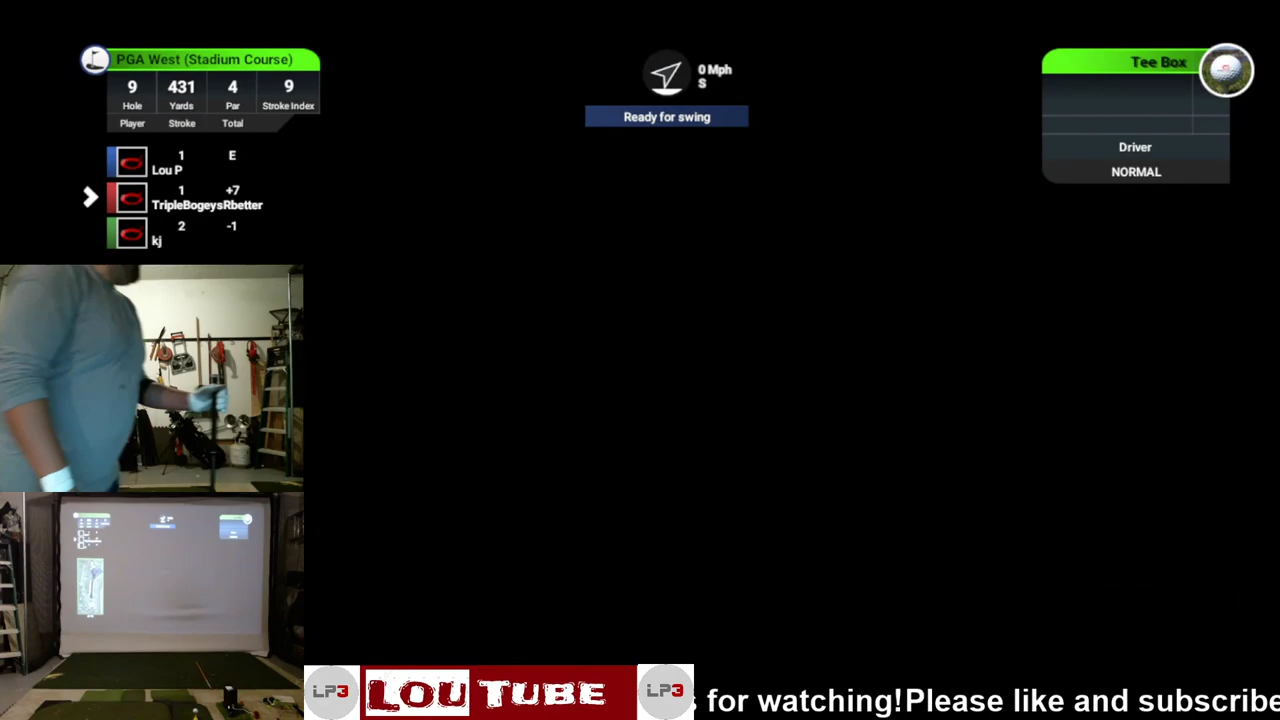 PGA West (Stadium Course)
9 431 4 9
Hole Yards Par Stroke Index
Player Stroke Total
1 E
Lou P
1 +7
TripleBogeysRbetter
2 -1
kj
0 Mph
S
Ready for swing
Tee Box
Driver
NORMAL
LP3 LOU TUBE LP3
for watching!Please like and subscribe